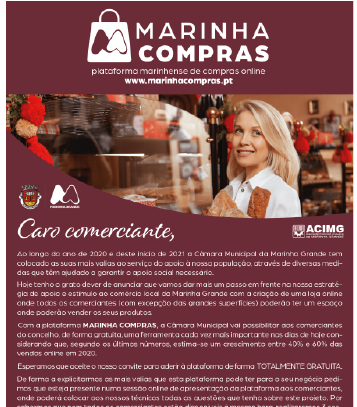 MARINHA
COMPRAS
plataforma marinhense de compras online
www.marinhacompras.pt
Caro comerciante,
ACIMG
Ao longo do ano de 2020 e deste início de 2021 a Câmara Municipal da Marinha Grande tem
colocado as suas mais valias ao serviço do apoio à nossa população, através de diversas medi-
das que têm ajudado a garantir o apoio social necessário.
Hoje tenho o grato dever de anunciar que vamos dar mais um passo em frente na nossa estraté-
gia de apoio e estímulo ao comércio local da Marinha Grande com a criação de uma loja online
onde todos os comerciantes (com excepção das grandes superfícies) poderão ter um espaço
onde poderão vender os seus produtos.
Com a plataforma MARINHA COMPRAS, a Câmara Municipal vai possibilitar aos comerciantes
do concelho, de forma gratuita, uma ferramenta cada vez mais importante nos dias de hoje con-
siderando que, segundo os últimos números, estima-se um crescimento entre 40% e 60% das
vendas online em 2020.
Esperamos que aceite o nosso convite para aderir à plataforma de forma TOTALMENTE GRATUITA.
De forma a explicitarmos as mais valias que esta plataforma pode ter para o seu negócio pedi-
mos que esteja presente numa sessão online de apresentação da plataforma aos comerciantes,
onde poderá colocar aos nossos técnicos todas as questões que tenha sobre este projeto. Por